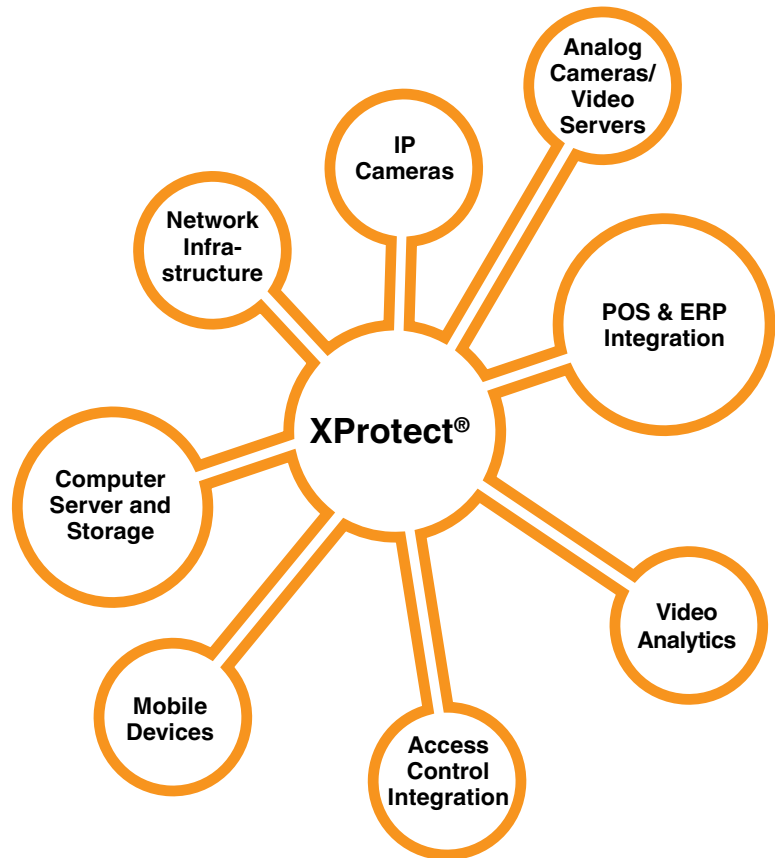 Analog
Cameras/
Video
Servers
IP
Cameras
Network
Infra-
structure
POS & ERP
Integration
XProtect®
Computer
Server and
Storage
Video
Analytics
Mobile
Devices
Access
Control
Integration